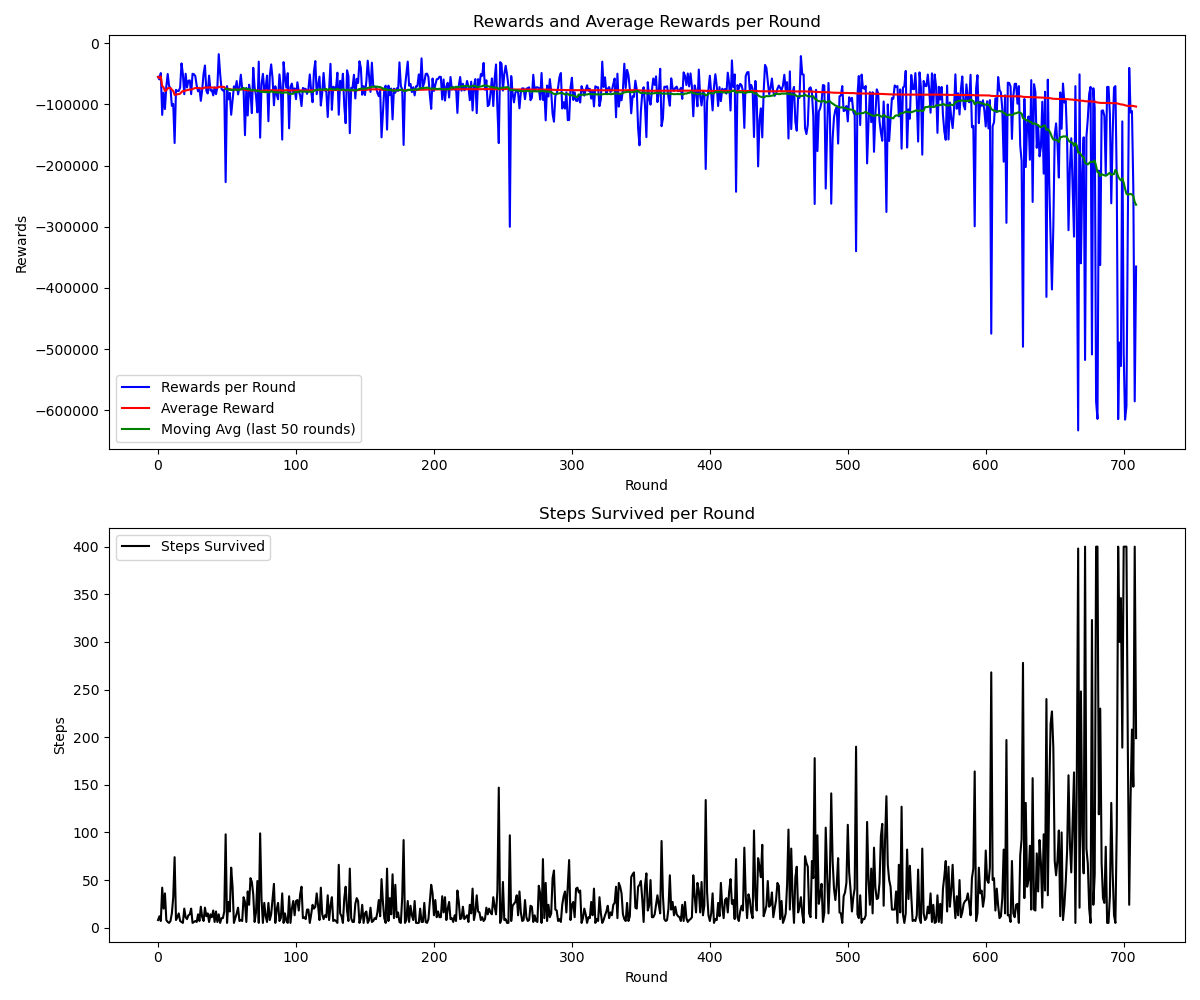 Rewards and Average Rewards per Round
0
−100000
−200000
−300000
−400000
−500000
−600000
Rewards
Rewards per Round
Average Reward
Moving Avg (last 50 rounds)
0 100 200 300 400 500 600 700
Round
Steps Survived per Round
400
350
300
250
200
150
100
50
0
Steps
Steps Survived
0 100 200 300 400 500 600 700
Round